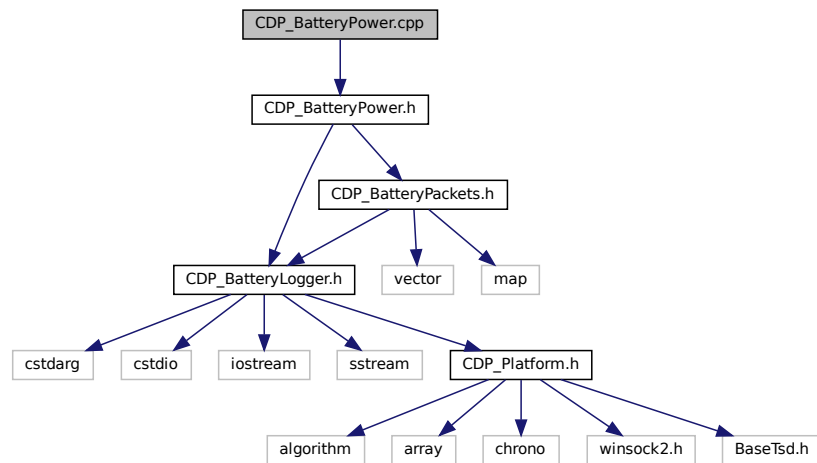 CDP_BatteryPower.cpp
CDP_BatteryPower.h
CDP_BatteryPackets.h
CDP_BatteryLogger.h
vector
map
cstdarg
cstdio
iostream
sstream
CDP_Platform.h
algorithm
array
chrono
winsock2.h
BaseTsd.h